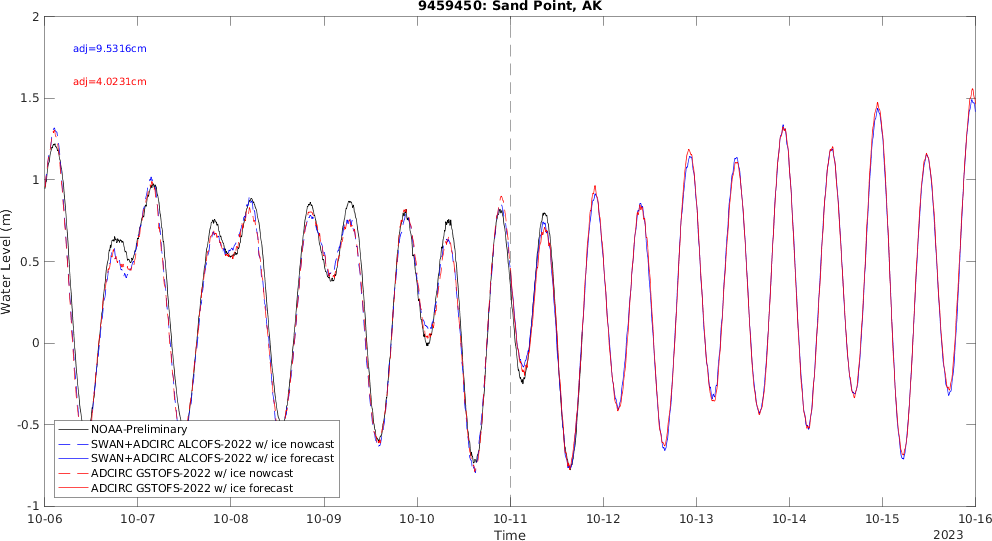 9459450: Sand Point, AK
adj=9.5316cm
adj=4.0231cm
Water Level (m)
2
1.5
1
0.5
0
-0.5
-1
NOAA-Preliminary
SWAN+ADCIRC ALCOFS-2022 w/ ice nowcast
SWAN+ADCIRC ALCOFS-2022 w/ ice forecast
ADCIRC GSTOFS-2022 w/ ice nowcast
ADCIRC GSTOFS-2022 w/ ice forecast
10-06 10-07 10-08 10-09 10-10 10-11 10-12 10-13 10-14 10-15 10-16
Time
2023